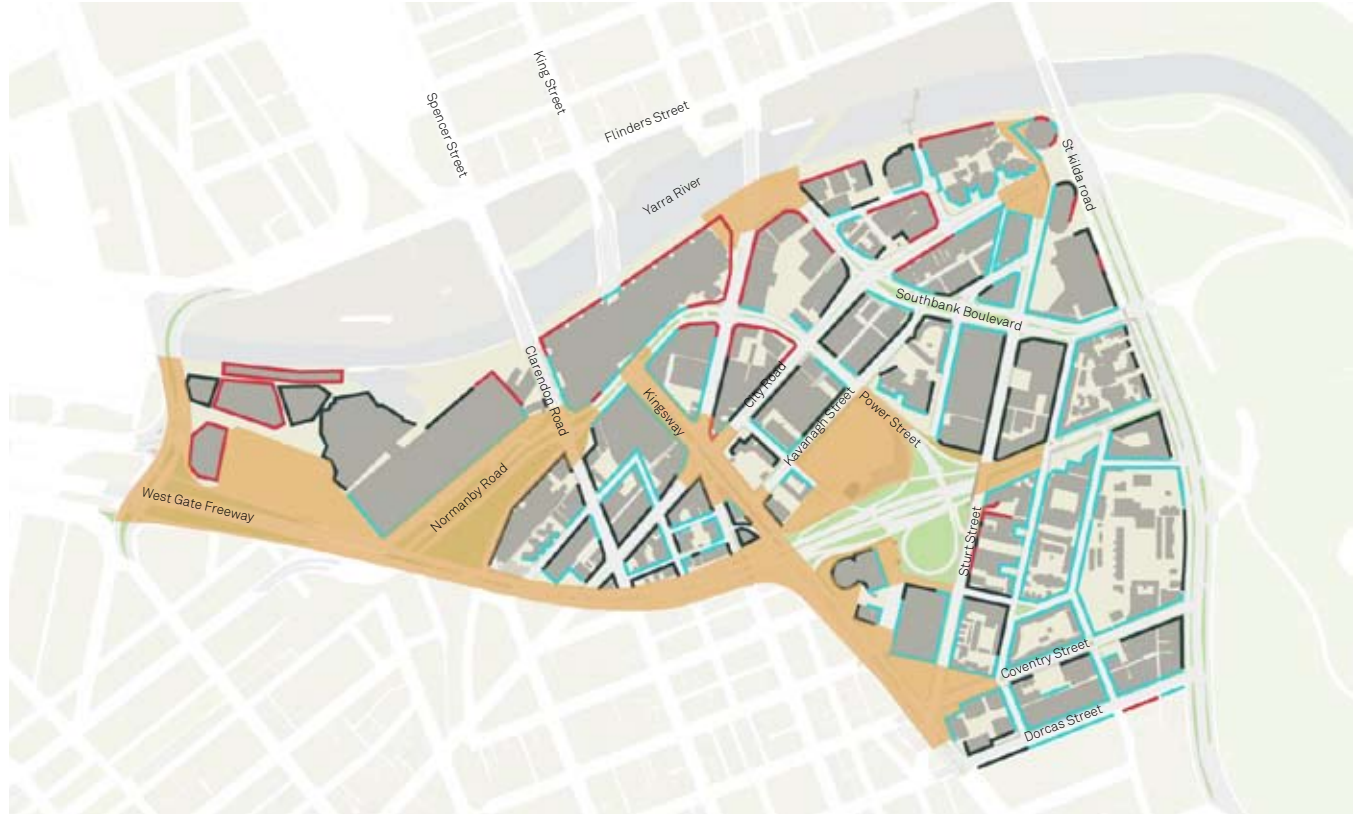 King Street
Spencer Street
Flinders Street
St kilda road
Yarra River
Southbank Boulevard
Clarendon Road
City Road
Kingsway
Power Street
Kavanagh Street
Normanby Road
West Gate Freeway
Sturt Street
Coventry Street
Dorcas Street